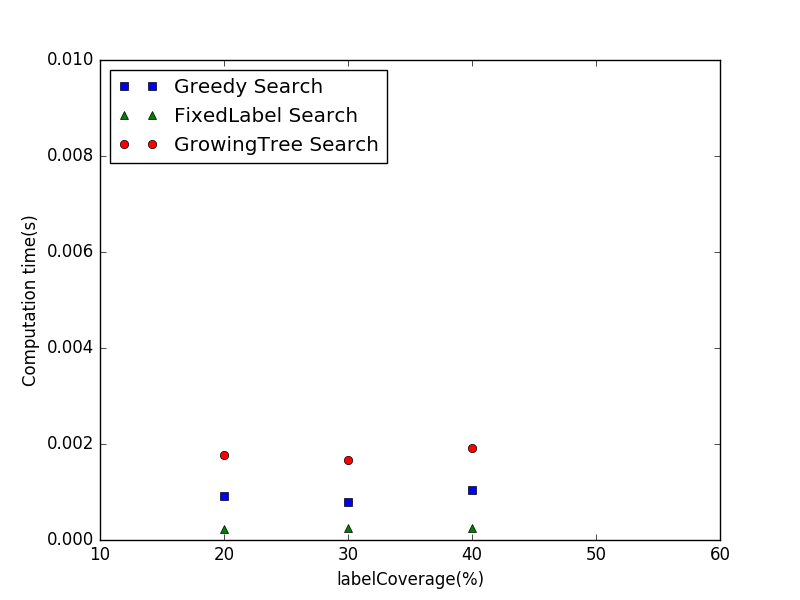 0.010
Greedy Search
FixedLabel Search
GrowingTree Search
0.008
0.006
0.004
0.002
0.000
Computation time(s)
10 20 30 40 50 60
labelCoverage(%)